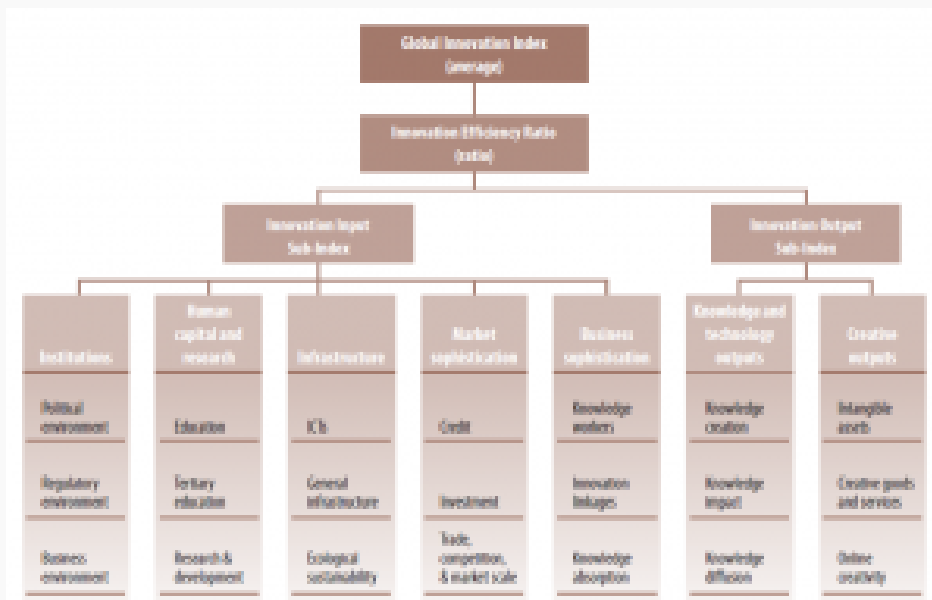 Global Innovation Index
(average)
Innovation Efficiency Ratio
(ratio)
Innovation Input
Sub-Index
Innovation Output
Sub-Index
Institutions
Human
capital and
research
Infrastructure
Market
sophistication
Business
sophistication
Knowledge and
technology
outputs
Creative
outputs
Political
environment
Education
ICTs
Credit
Knowledge
workers
Knowledge
creation
Intangible
assets
Regulatory
environment
Tertiary
education
General
infrastructure
Investment
Innovation
linkages
Knowledge
impact
Creative goods
and services
Business
environment
Research &
development
Ecological
sustainability
Trade,
competition,
& market scale
Knowledge
absorption
Knowledge
diffusion
Online
creativity